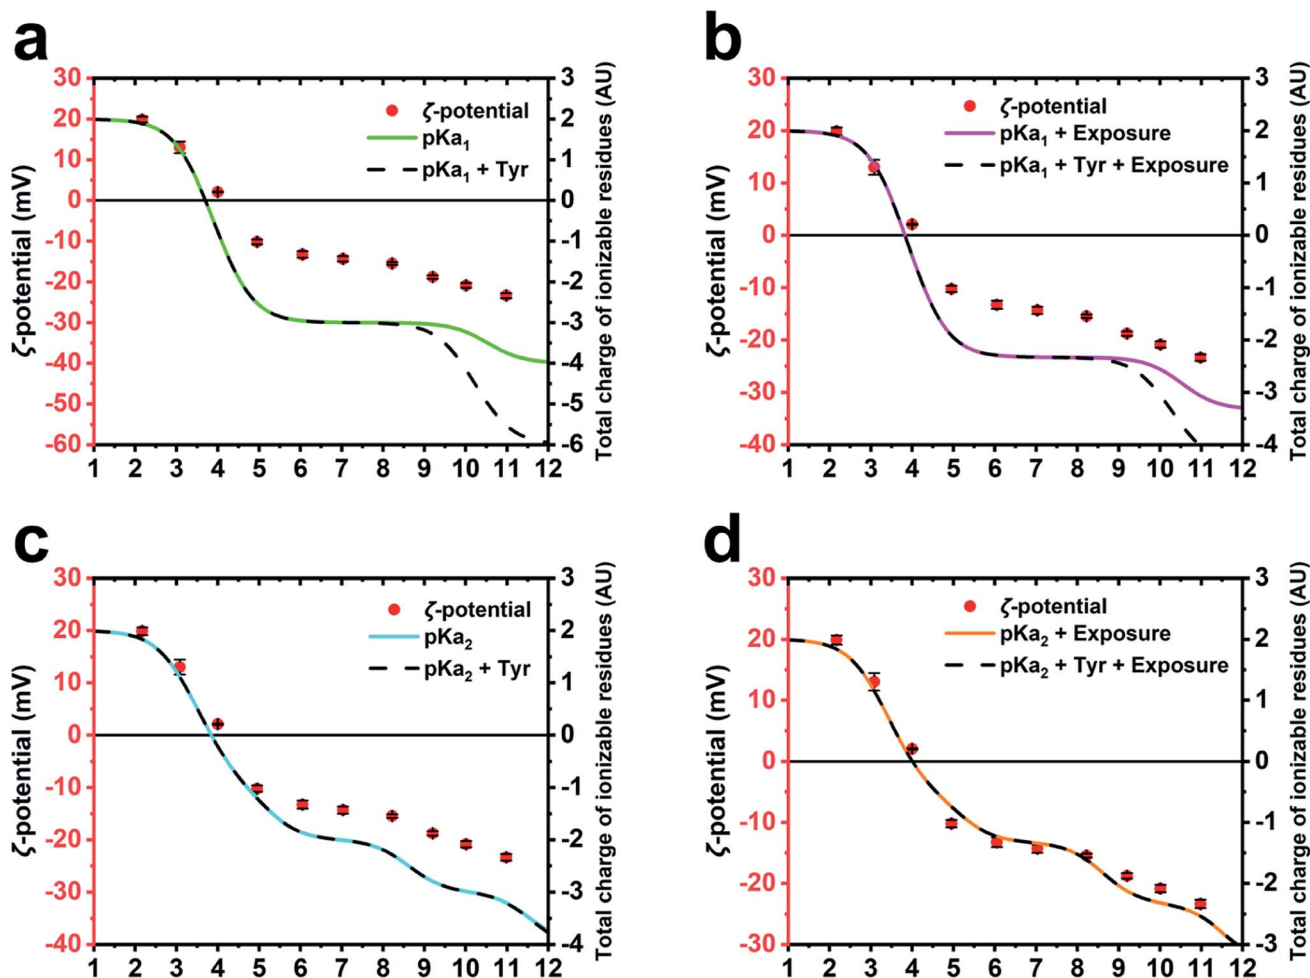 a
30
20
10
0
-10
-20
-30
-40
-50
-60
ζ-potential (mV)
ζ-potential
pKa₁
pKa₁ + Tyr
3
2
1
0
-1
-2
-3
-4
-5
-6
Total charge of ionizable residues (AU)
1 2 3 4 5 6 7 8 9 10 11 12
b
30
20
10
0
-10
-20
-30
-40
ζ-potential (mV)
ζ-potential
pKa₁ + Exposure
pKa₁ + Tyr + Exposure
3
2
1
0
-1
-2
-3
-4
Total charge of ionizable residues (AU)
1 2 3 4 5 6 7 8 9 10 11 12
c
30
20
10
0
-10
-20
-30
-40
ζ-potential (mV)
ζ-potential
pKa₂
pKa₂ + Tyr
3
2
1
0
-1
-2
-3
-4
Total charge of ionizable residues (AU)
1 2 3 4 5 6 7 8 9 10 11 12
d
30
20
10
0
-10
-20
-30
ζ-potential (mV)
ζ-potential
pKa₂ + Exposure
pKa₂ + Tyr + Exposure
3
2
1
0
-1
-2
-3
Total charge of ionizable residues (AU)
1 2 3 4 5 6 7 8 9 10 11 12